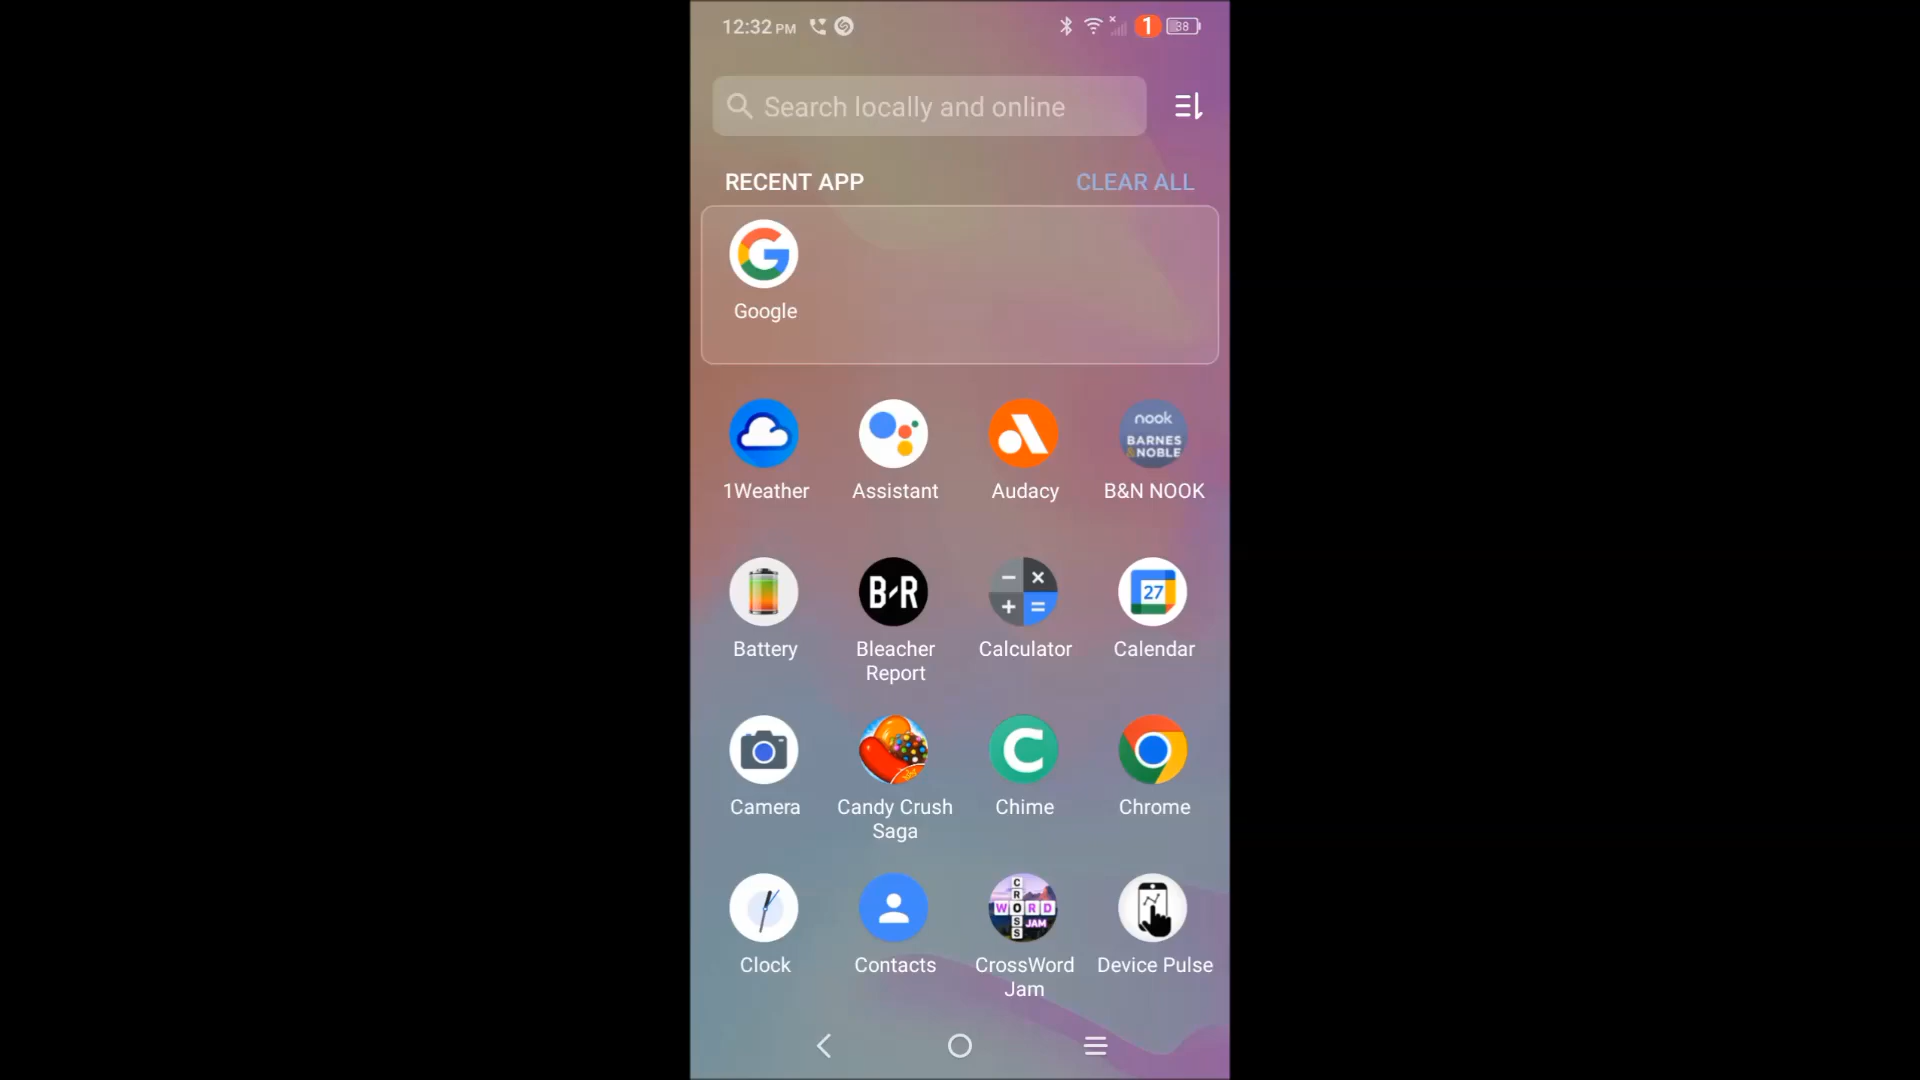 12:32 PM 1 38
Search locally and online
RECENT APP CLEAR ALL
Google
nook
BARNES
&NOBLE
1Weather Assistant Audacy B&N NOOK
B/R 27
Battery Bleacher Report Calculator Calendar
Camera Candy Crush Saga Chime Chrome
CROSS
WORD
JAM
Clock Contacts CrossWord Jam Device Pulse